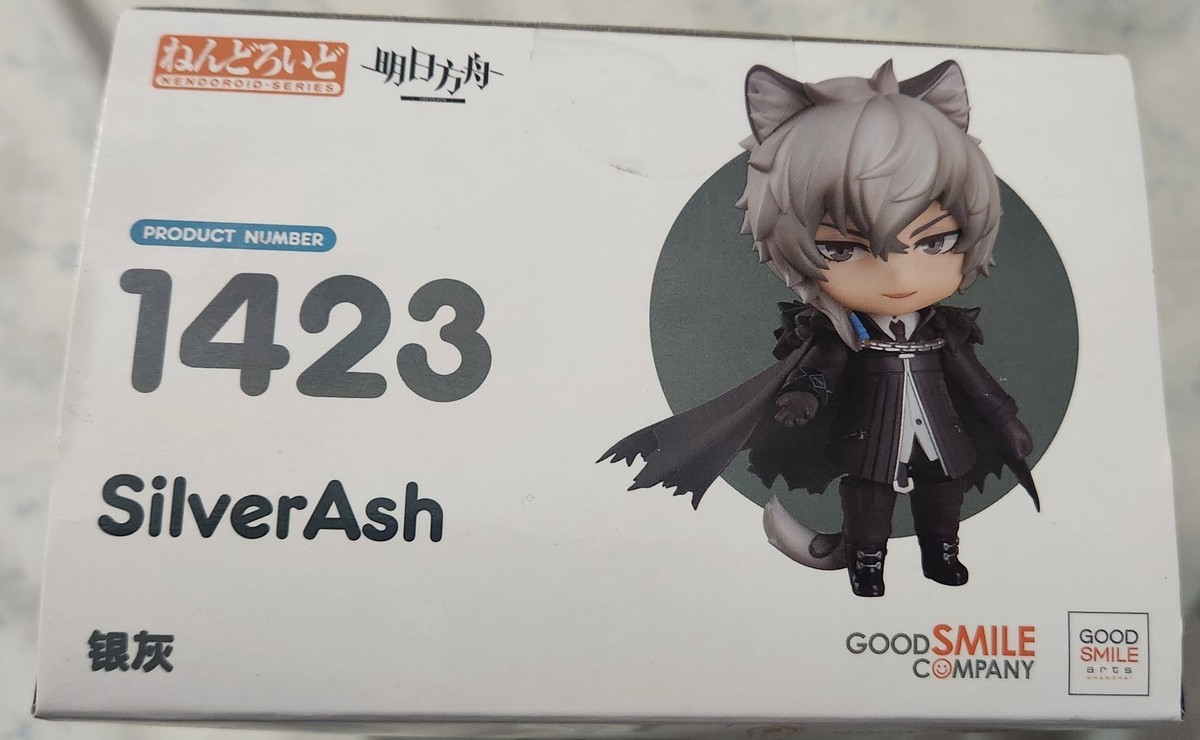 ねんどろいど
NENDOROID-SERIES
明日方舟
PRODUCT NUMBER
1423
SilverAsh
银灰
GOOD SMILE
COMPANY
GOOD
SMILE
arts
SHANGHAI